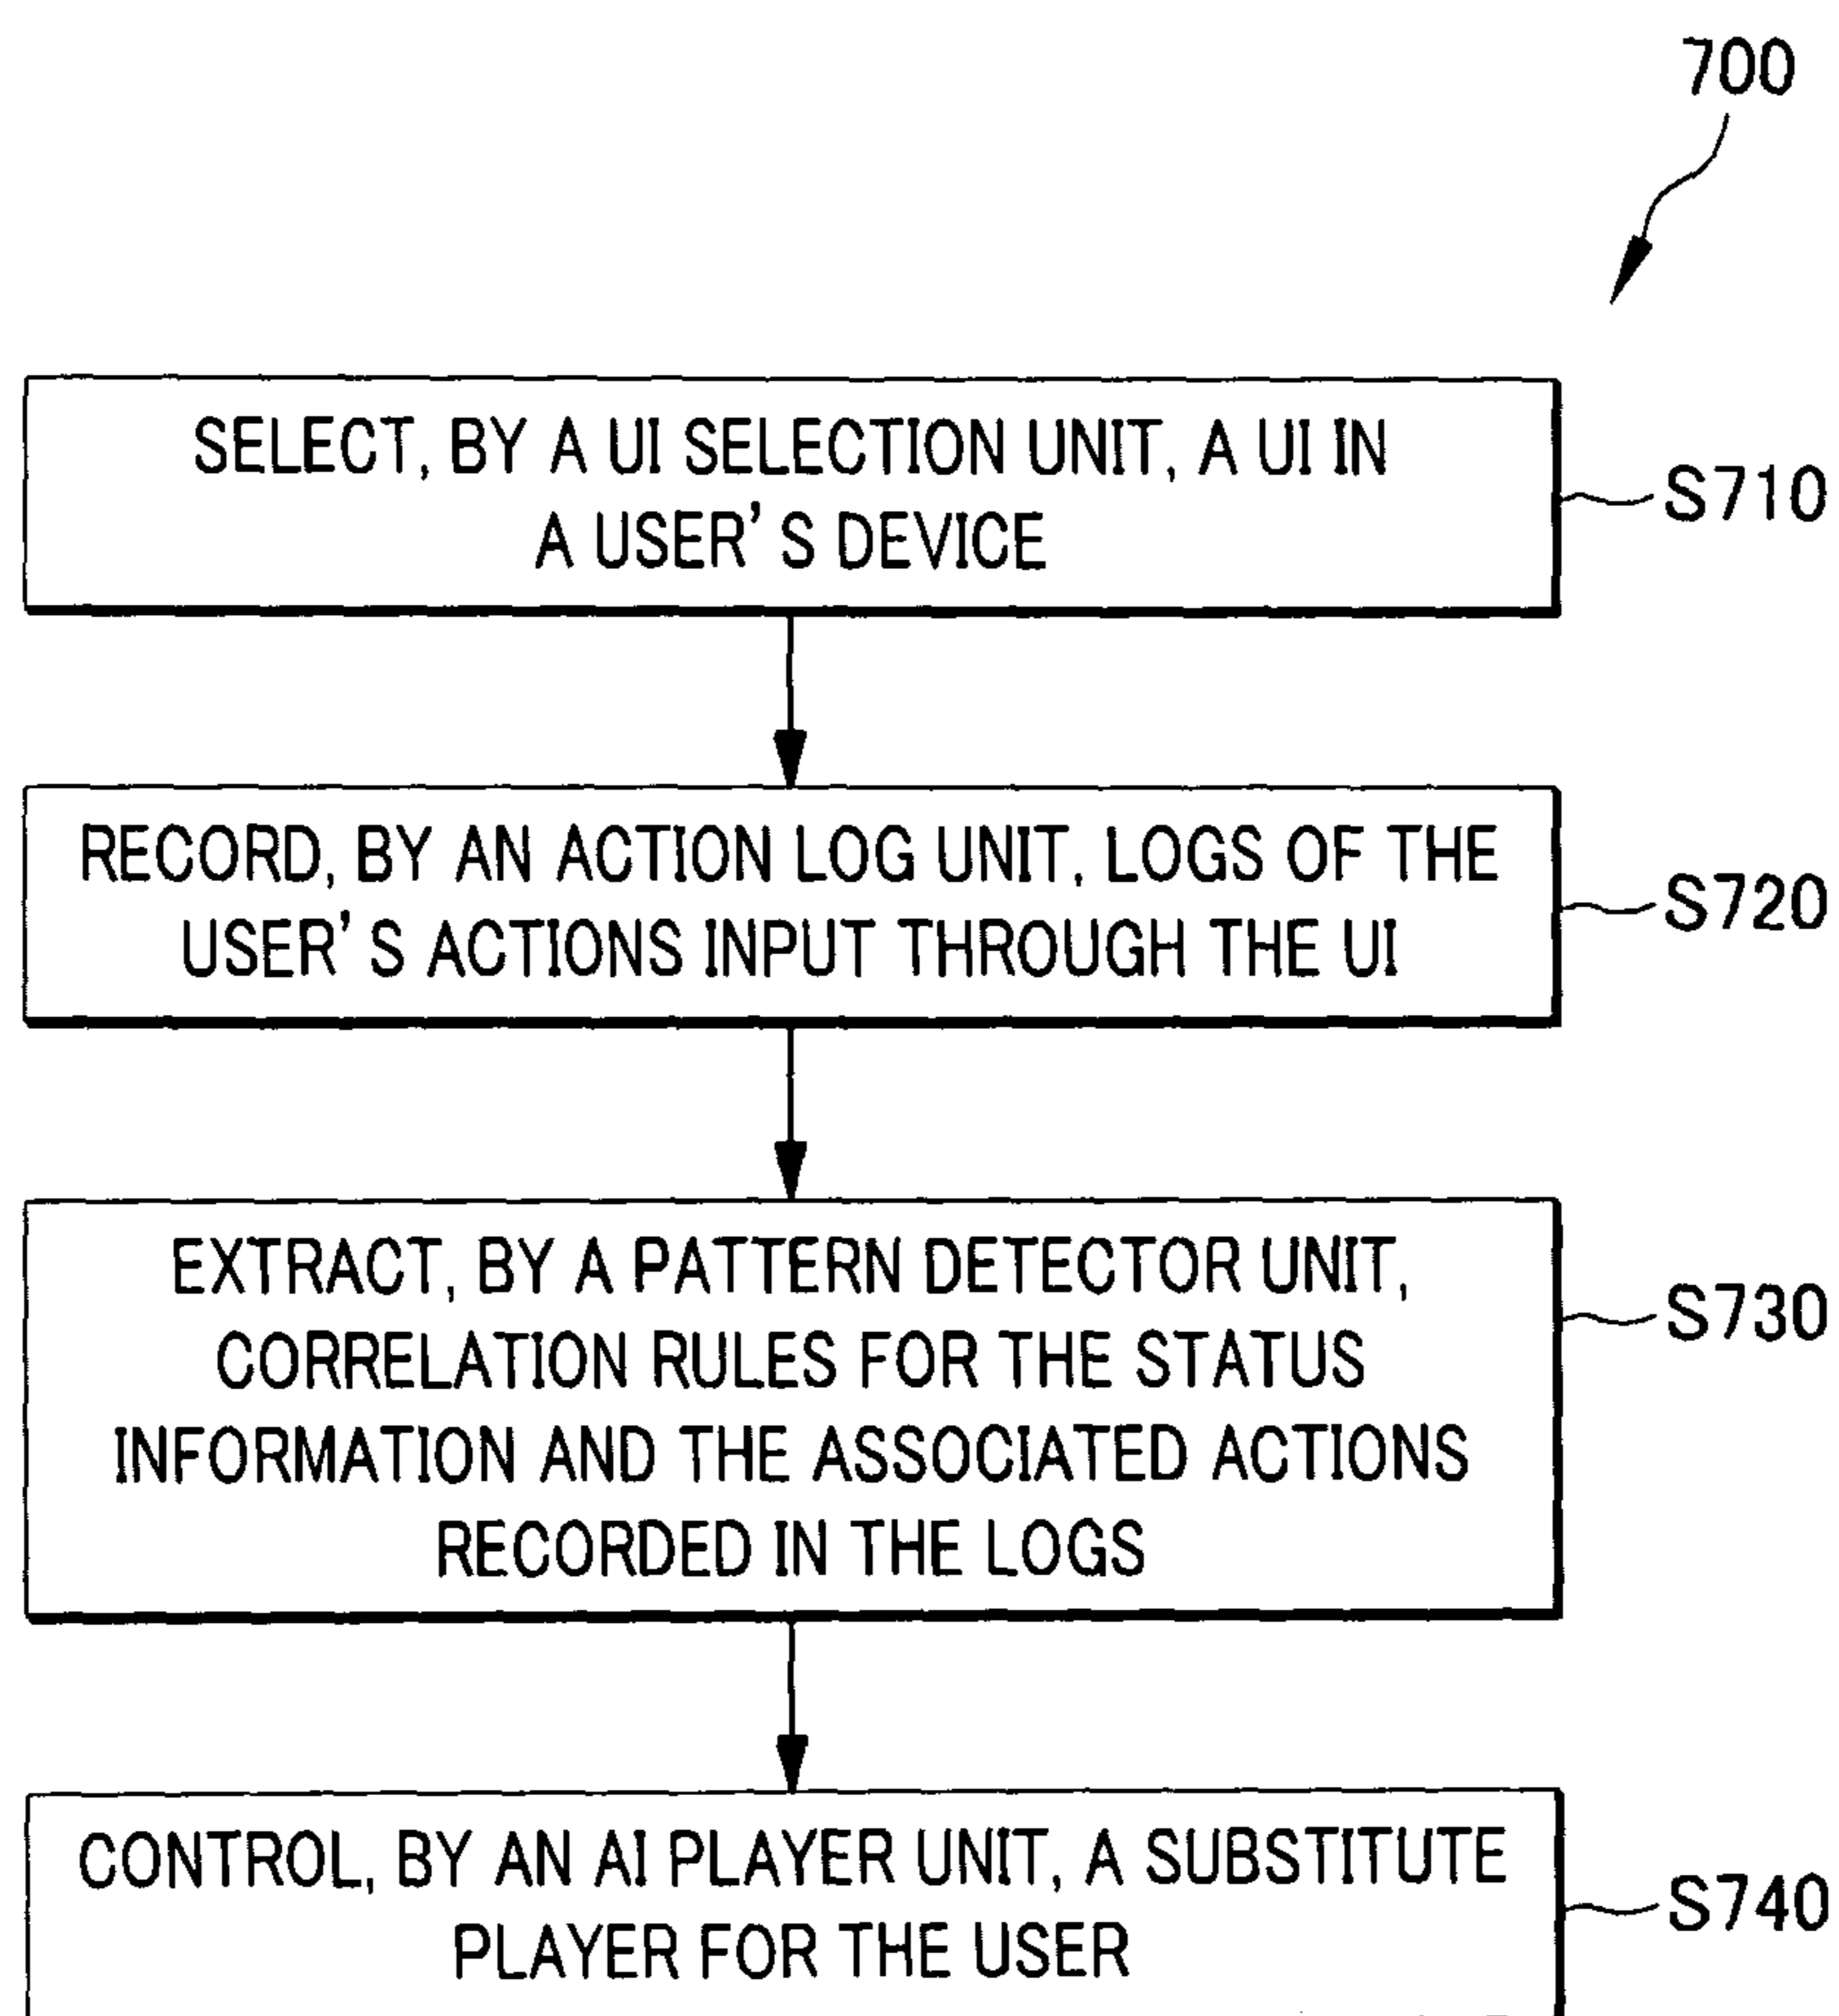 700
SELECT, BY A UI SELECTION UNIT, A UI IN
A USER'S DEVICE
S710
RECORD, BY AN ACTION LOG UNIT, LOGS OF THE
USER'S ACTIONS INPUT THROUGH THE UI
S720
EXTRACT, BY A PATTERN DETECTOR UNIT,
CORRELATION RULES FOR THE STATUS
INFORMATION AND THE ASSOCIATED ACTIONS
RECORDED IN THE LOGS
S730
CONTROL, BY AN AI PLAYER UNIT, A SUBSTITUTE
PLAYER FOR THE USER
S740